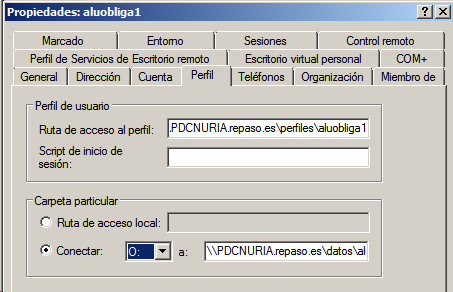 Propiedades: aluobliga1
Marcado Entorno Sesiones Control remoto
Perfil de Servicios de Escritorio remoto Escritorio virtual personal COM+
General Dirección Cuenta Perfil Teléfonos Organización Miembro de
Perfil de usuario
Ruta de acceso al perfil: .PDCNURIA.repaso.es\perfiles\aluobliga1
Script de inicio de
sesión:
Carpeta particular
Ruta de acceso local:
Conectar: O: a: \\PDCNURIA.repaso.es\datos\al